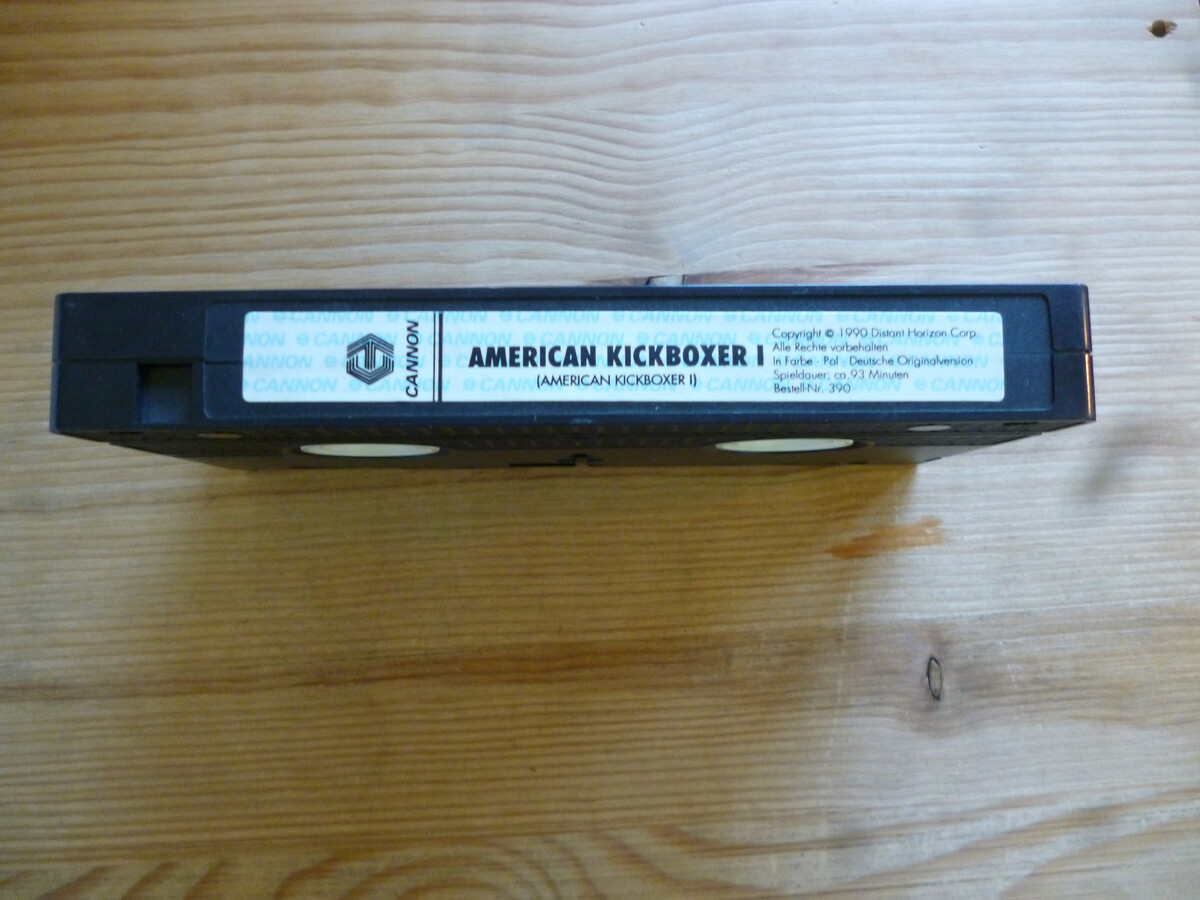 CANNON
AMERICAN KICKBOXER I
(AMERICAN KICKBOXER I)
Copyright © 1990 Distant Horizon Corp.
Alle Rechte vorbehalten
In Farbe - Pal - Deutsche Originalversion
Spieldauer; ca. 93 Minuten
Bestell-Nr. 390